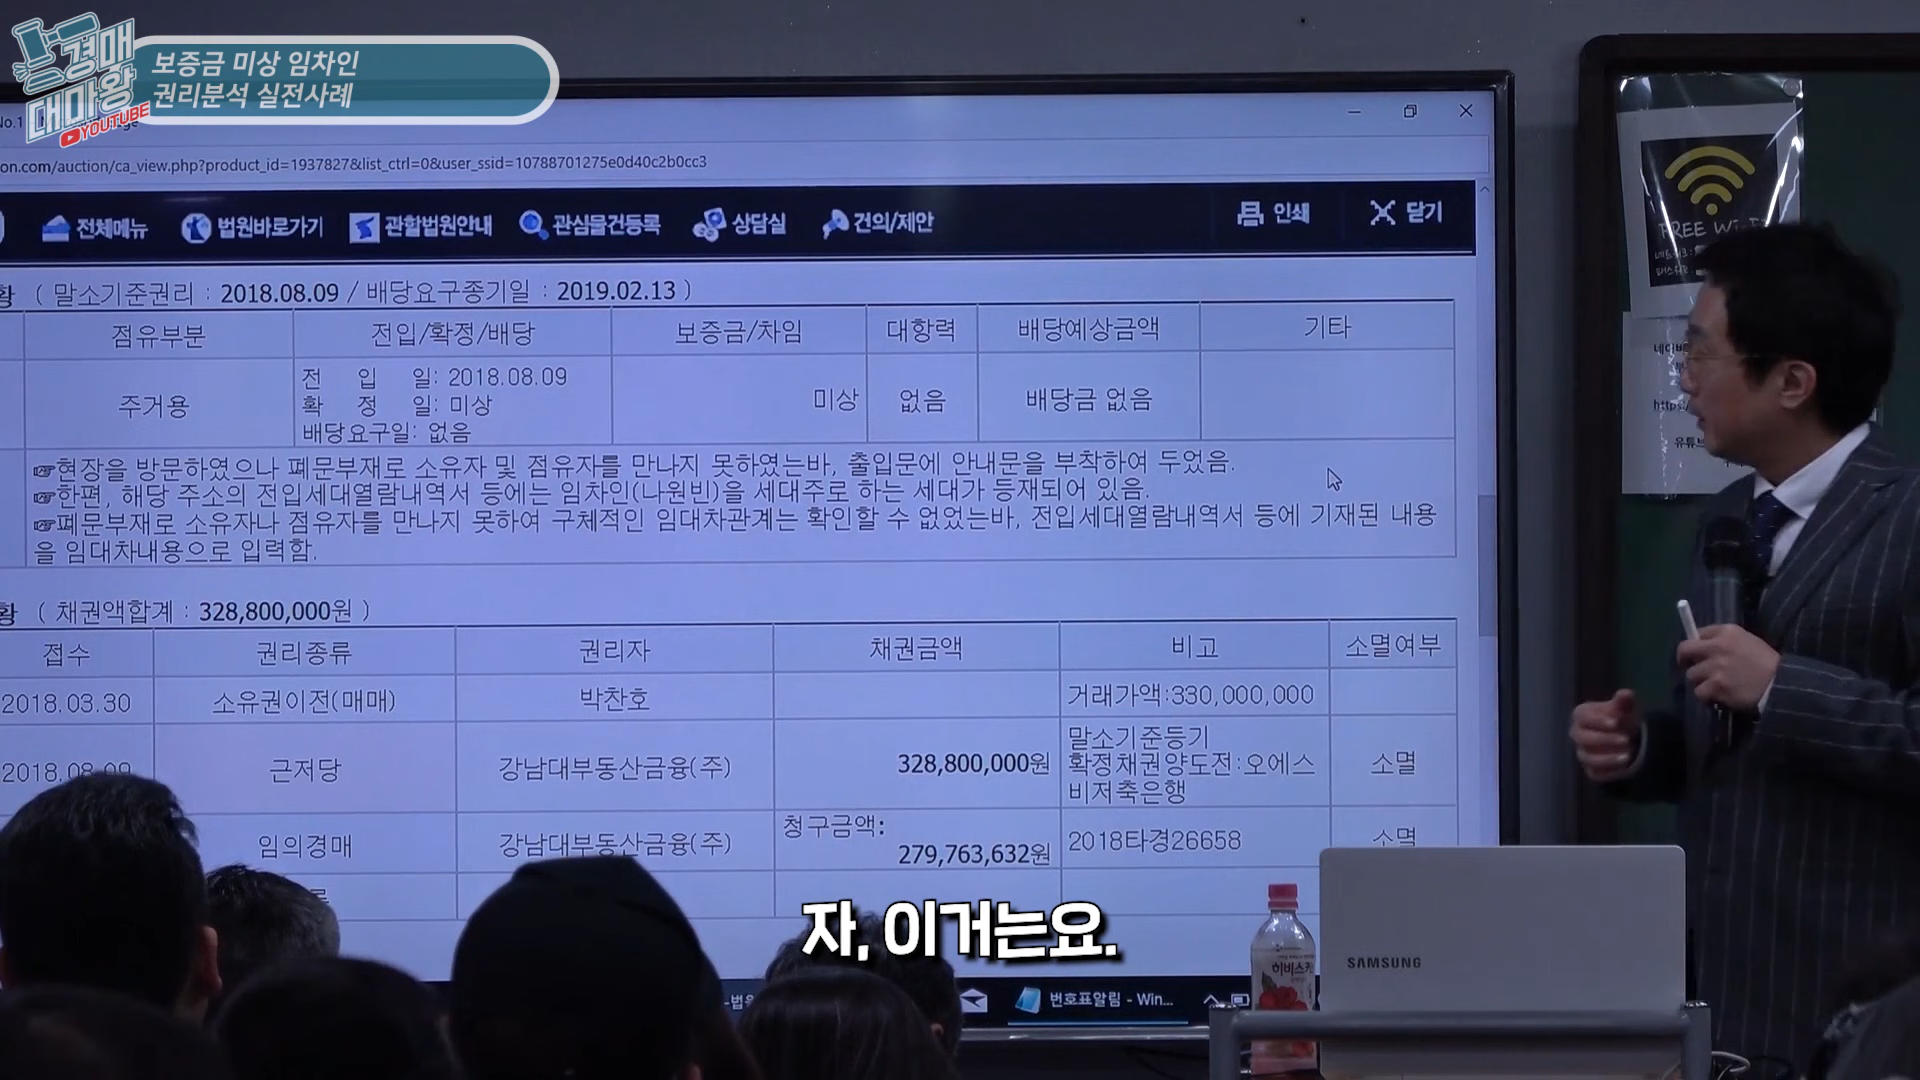 경매
대마왕
YOUTUBE
보증금 미상 임차인
권리분석 실전사례
on.com/auction/ca_view.php?product_id=1937827&list_ctrl=0&user_ssid=10788701275e0d40c2b0cc3
전체메뉴 법원바로가기 관할법원안내 관심물건등록 상담실 건의/제안 인쇄 닫기
황 ( 말소기준권리 : 2018.08.09 / 배당요구종기일 : 2019.02.13 )
점유부분 전입/확정/배당 보증금/차임 대항력 배당예상금액 기타
주거용
전 입 일: 2018.08.09
확 정 일: 미상
배당요구일: 없음
미상 없음 배당금 없음
☞현장을 방문하였으나 폐문부재로 소유자 및 점유자를 만나지 못하였는바, 출입문에 안내문을 부착하여 두었음.
☞한편, 해당 주소의 전입세대열람내역서 등에는 임차인(나원빈)을 세대주로 하는 세대가 등재되어 있음.
☞폐문부재로 소유자나 점유자를 만나지 못하여 구체적인 임대차관계는 확인할 수 없었는바, 전입세대열람내역서 등에 기재된 내용
을 임대차내용으로 입력함.
황 ( 채권액합계 : 328,800,000원 )
접수 권리종류 권리자 채권금액 비고 소멸여부
2018.03.30 소유권이전(매매) 박찬호 거래가액:330,000,000
2018.08.09 근저당 강남대부동산금융(주) 328,800,000원
말소기준등기
확정채권양도전:오에스
비저축은행
소멸
임의경매 강남대부동산금융(주)
청구금액:
279,763,632원
2018타경26658 소멸
자, 이거는요.
번호표알림 - Win...
SAMSUNG
FREE Wi-Fi